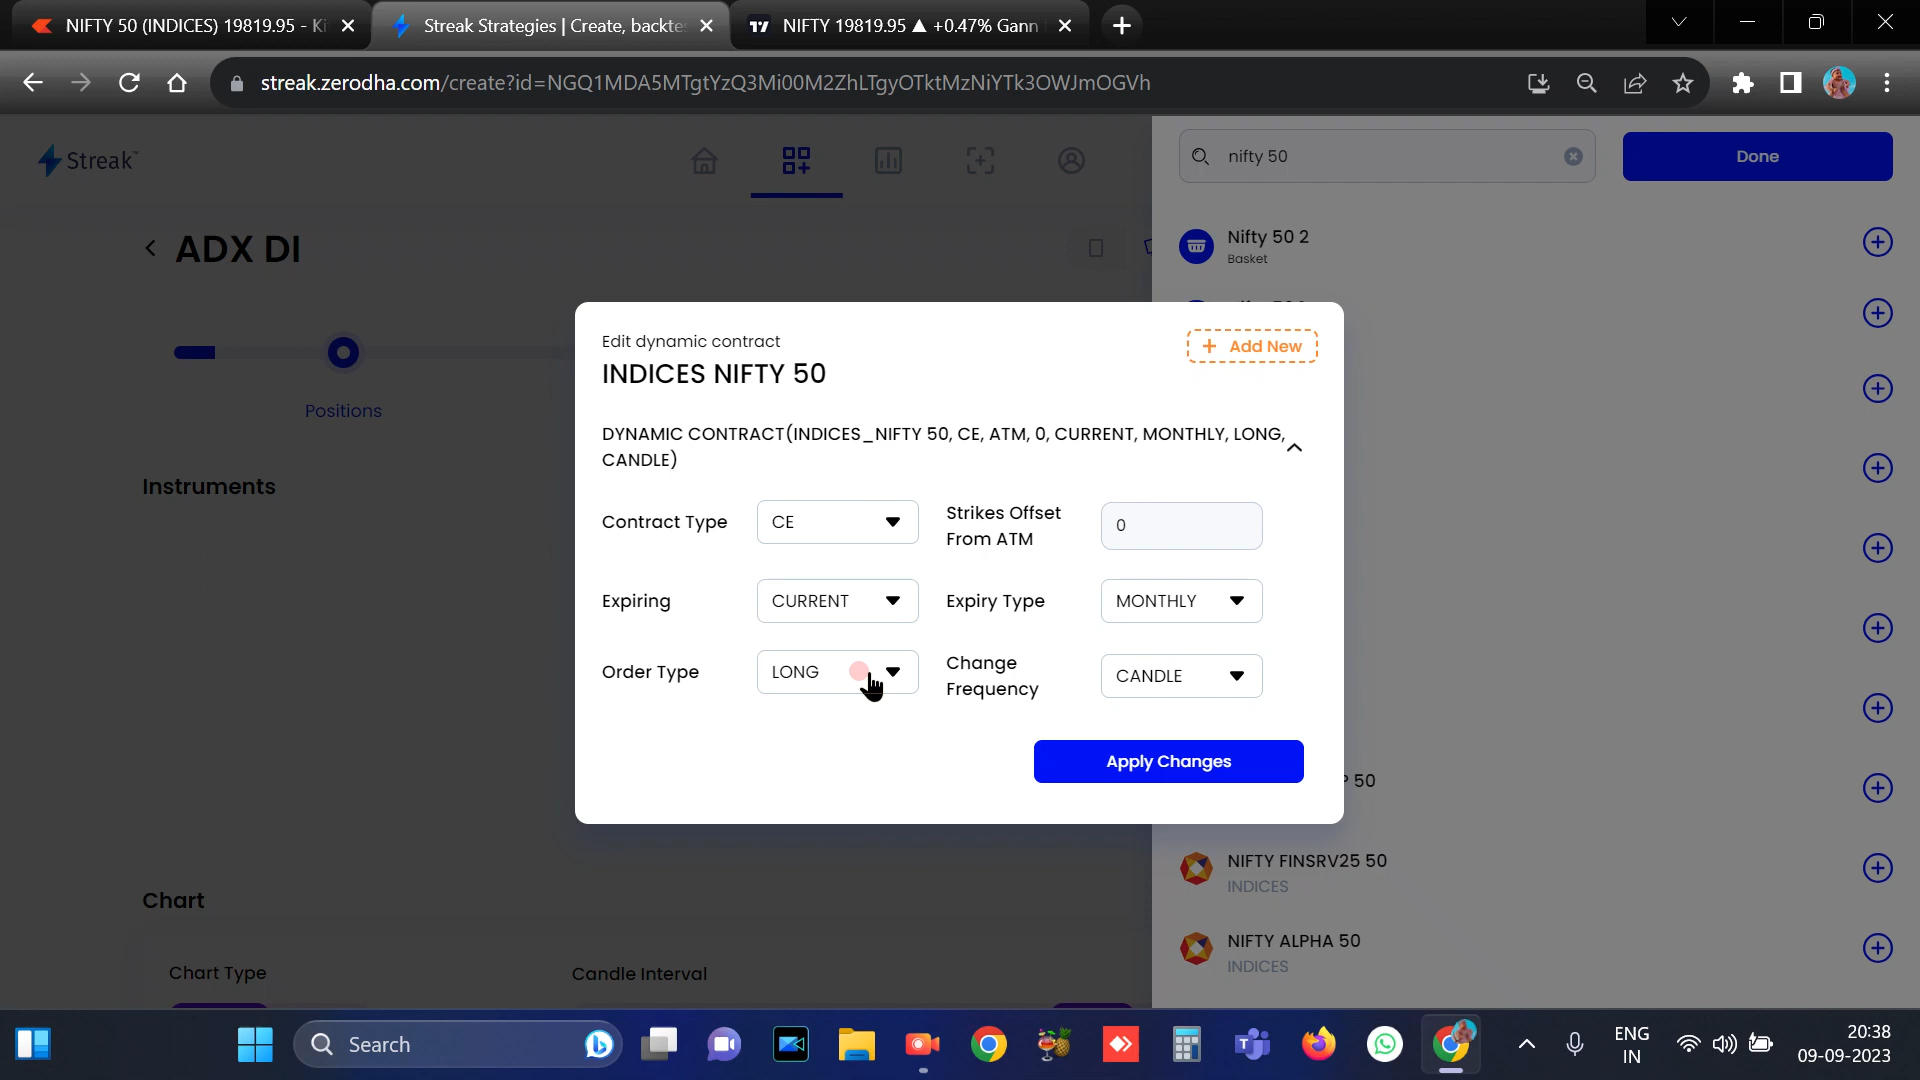 NIFTY 50 (INDICES) 19819.95 - Ki
Streak Strategies | Create, backtes
NIFTY 19819.95 ▲ +0.47% Gann
streak.zerodha.com/create?id=NGQ1MDA5MTgtYzQ3Mi00M2ZhLTgyOTktMzNiYTk3OWJmOGVh
Streak
nifty 50
Done
ADX DI
Nifty 50 2
Basket
Positions
Instruments
Edit dynamic contract
+ Add New
INDICES NIFTY 50
DYNAMIC CONTRACT(INDICES_NIFTY 50, CE, ATM, 0, CURRENT, MONTHLY, LONG,
CANDLE)
Contract Type
CE
Strikes Offset
From ATM
0
Expiring
CURRENT
Expiry Type
MONTHLY
Order Type
LONG
Change
Frequency
CANDLE
Apply Changes
P 50
NIFTY FINSRV25 50
INDICES
NIFTY ALPHA 50
INDICES
Chart
Chart Type
Candle Interval
Search
ENG
IN
20:38
09-09-2023